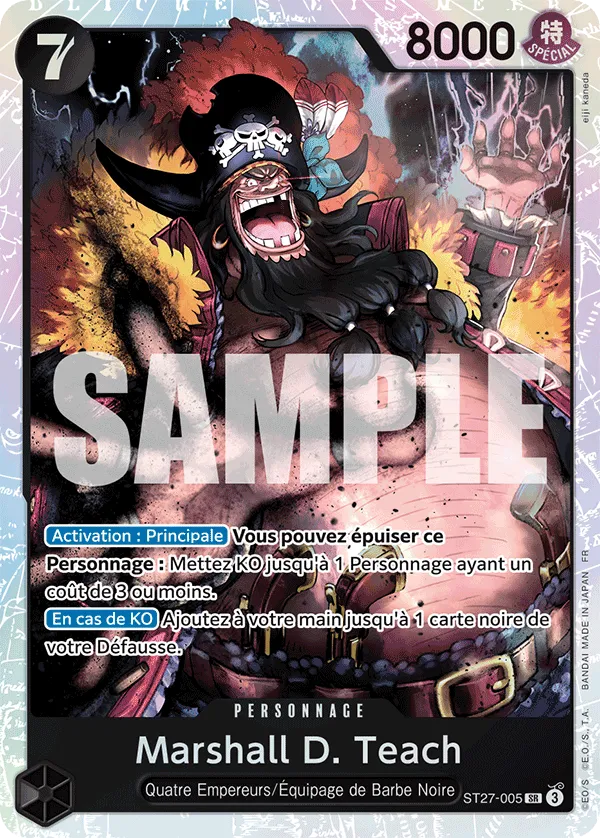 7
8000
特
SPÉCIAL
eiji kaneda
SAMPLE
Activation : Principale Vous pouvez épuiser ce
Personnage : Mettez KO jusqu'à 1 Personnage ayant un
coût de 3 ou moins.
En cas de KO Ajoutez à votre main jusqu'à 1 carte noire de
votre Défausse.
©E.O/S, ©E.O./S, T.A. BANDAI MADE IN JAPAN FR
PERSONNAGE
Marshall D. Teach
Quatre Empereurs/Équipage de Barbe Noire
ST27-005 SR 3